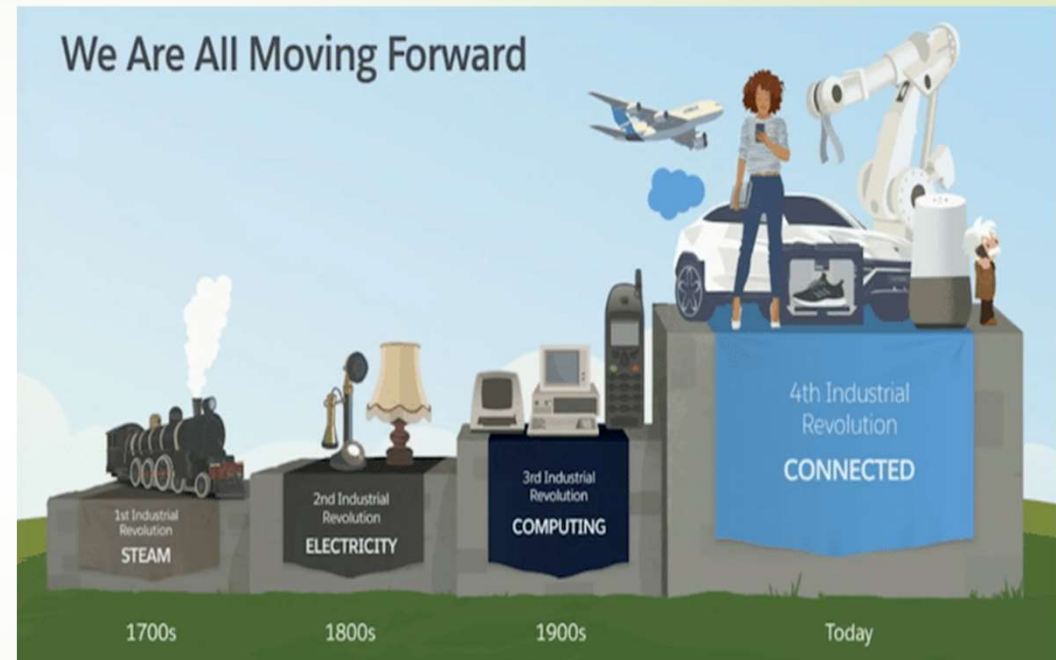 We Are All Moving Forward
1st Industrial
Revolution
STEAM
2nd Industrial
Revolution
ELECTRICITY
3rd Industrial
Revolution
COMPUTING
4th Industrial
Revolution
CONNECTED
1700s
1800s
1900s
Today